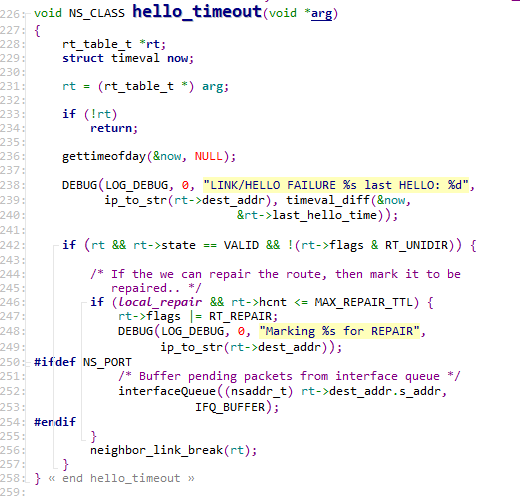 226: void NS_CLASS hello_timeout(void *arg)
227: {
228:     rt_table_t *rt;
229:     struct timeval now;
230:
231:     rt = (rt_table_t *) arg;
232:
233:     if (!rt)
234:         return;
235:
236:     gettimeofday(&now, NULL);
237:
238:     DEBUG(LOG_DEBUG, 0, "LINK/HELLO FAILURE %s last HELLO: %d",
239:           ip_to_str(rt->dest_addr), timeval_diff(&now,
240:                              &rt->last_hello_time));
241:
242:     if (rt && rt->state == VALID && !(rt->flags & RT_UNIDIR)) {
243:
244:         /* If the we can repair the route, then mark it to be
245:            repaired.. */
246:         if (local_repair && rt->hcnt <= MAX_REPAIR_TTL) {
247:             rt->flags |= RT_REPAIR;
248:             DEBUG(LOG_DEBUG, 0, "Marking %s for REPAIR",
249:                   ip_to_str(rt->dest_addr));
250: #ifdef NS_PORT
251:             /* Buffer pending packets from interface queue */
252:             interfaceQueue((nsaddr_t) rt->dest_addr.s_addr,
253:                            IFQ_BUFFER);
254: #endif
255:         }
256:         neighbor_link_break(rt);
257:     }
258: } « end hello_timeout »
259: